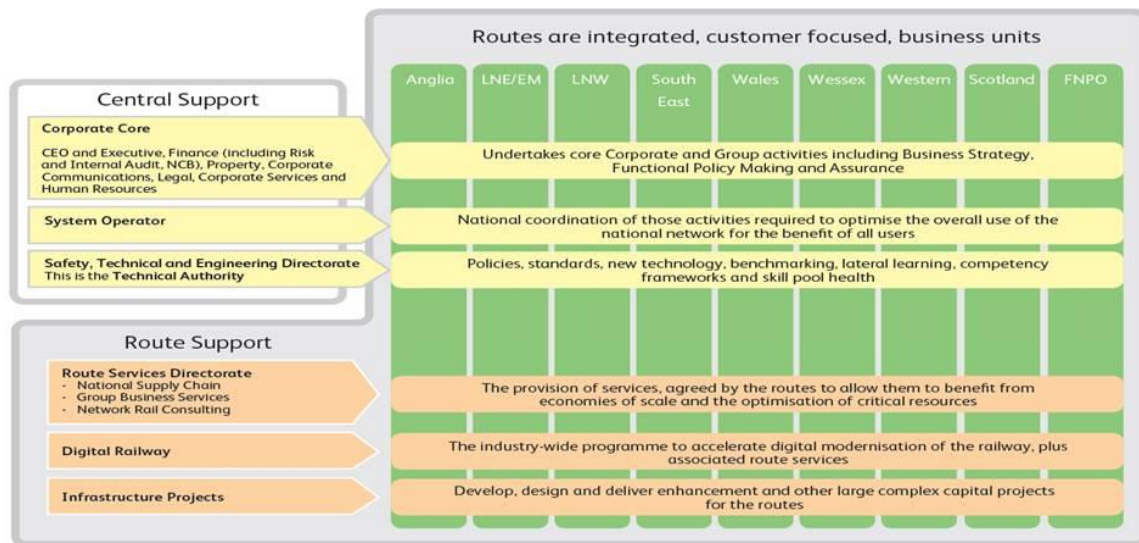 Routes are integrated, customer focused, business units
Anglia
LNE/EM
LNW
South
East
Wales
Wessex
Western
Scotland
FNPO
Central Support
Corporate Core
CEO and Executive, Finance (including Risk
and Internal Audit, NCB), Property, Corporate
Communications, Legal, Corporate Services and
Human Resources
Undertakes core Corporate and Group activities including Business Strategy,
Functional Policy Making and Assurance
System Operator
National coordination of those activities required to optimise the overall use of the
national network for the benefit of all users
Safety, Technical and Engineering Directorate
This is the Technical Authority
Policies, standards, new technology, benchmarking, lateral learning, competency
frameworks and skill pool health
Route Support
Route Services Directorate
- National Supply Chain
- Group Business Services
- Network Rail Consulting
The provision of services, agreed by the routes to allow them to benefit from
economies of scale and the optimisation of critical resources
Digital Railway
The industry-wide programme to accelerate digital modernisation of the railway, plus
associated route services
Infrastructure Projects
Develop, design and deliver enhancement and other large complex capital projects
for the routes